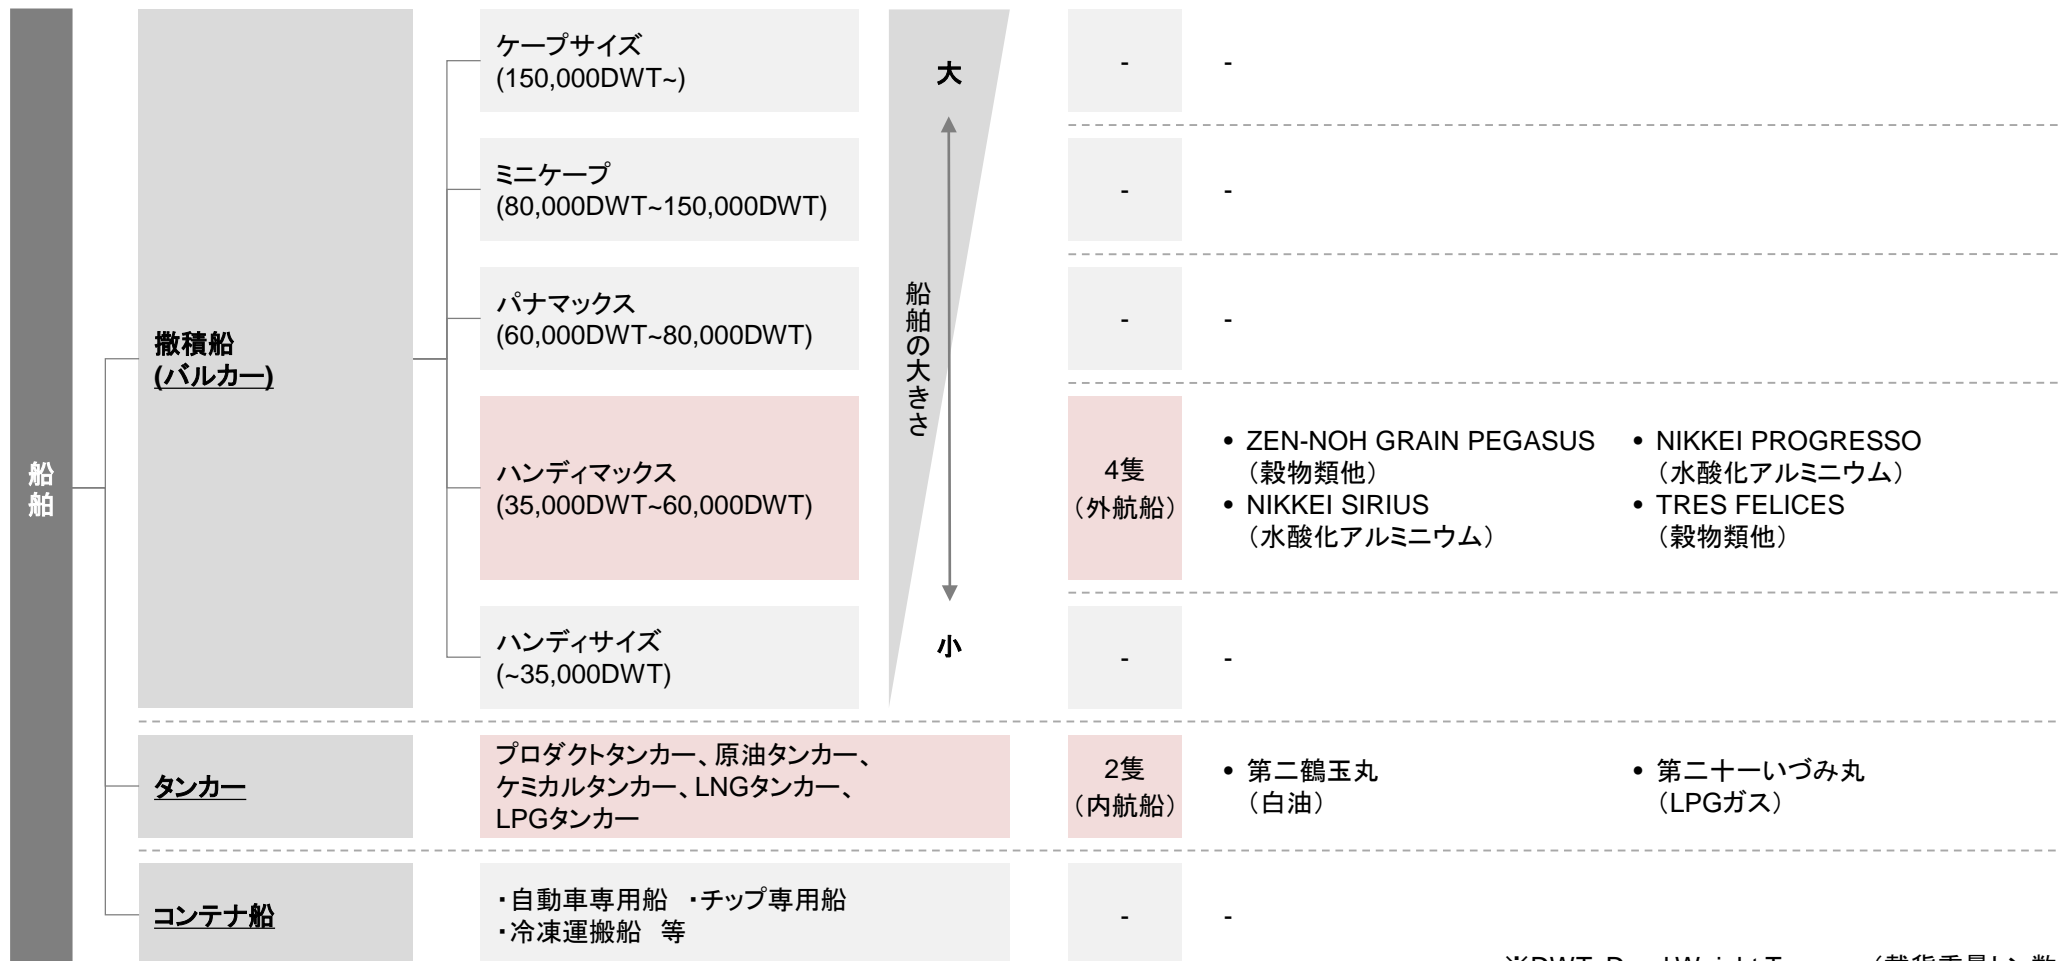 船舶
撒積船
(バルカー)
ケープサイズ
(150,000DWT~)
-
-
ミニケープ
(80,000DWT~150,000DWT)
-
-
パナマックス
(60,000DWT~80,000DWT)
-
-
ハンディマックス
(35,000DWT~60,000DWT)
4隻
（外航船）
• ZEN-NOH GRAIN PEGASUS
（穀物類他）
• NIKKEI SIRIUS
（水酸化アルミニウム）
• NIKKEI PROGRESSO
（水酸化アルミニウム）
• TRES FELICES
（穀物類他）
ハンディサイズ
(~35,000DWT)
-
-
大
船舶の大きさ
小
タンカー
プロダクトタンカー、原油タンカー、
ケミカルタンカー、LNGタンカー、
LPGタンカー
2隻
（内航船）
• 第二鶴玉丸
（白油）
• 第二十一いづみ丸
（LPGガス）
コンテナ船
・自動車専用船　・チップ専用船
・冷凍運搬船　等
-
-